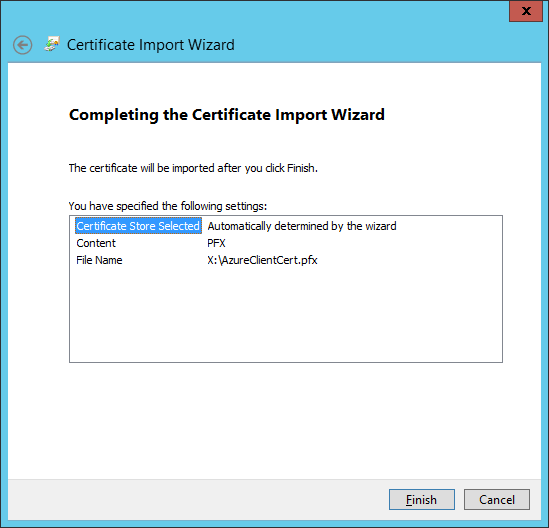 Certificate Import Wizard
Completing the Certificate Import Wizard
The certificate will be imported after you click Finish.
You have specified the following settings:
Certificate Store Selected Automatically determined by the wizard
Content PFX
File Name X:\AzureClientCert.pfx
Finish Cancel